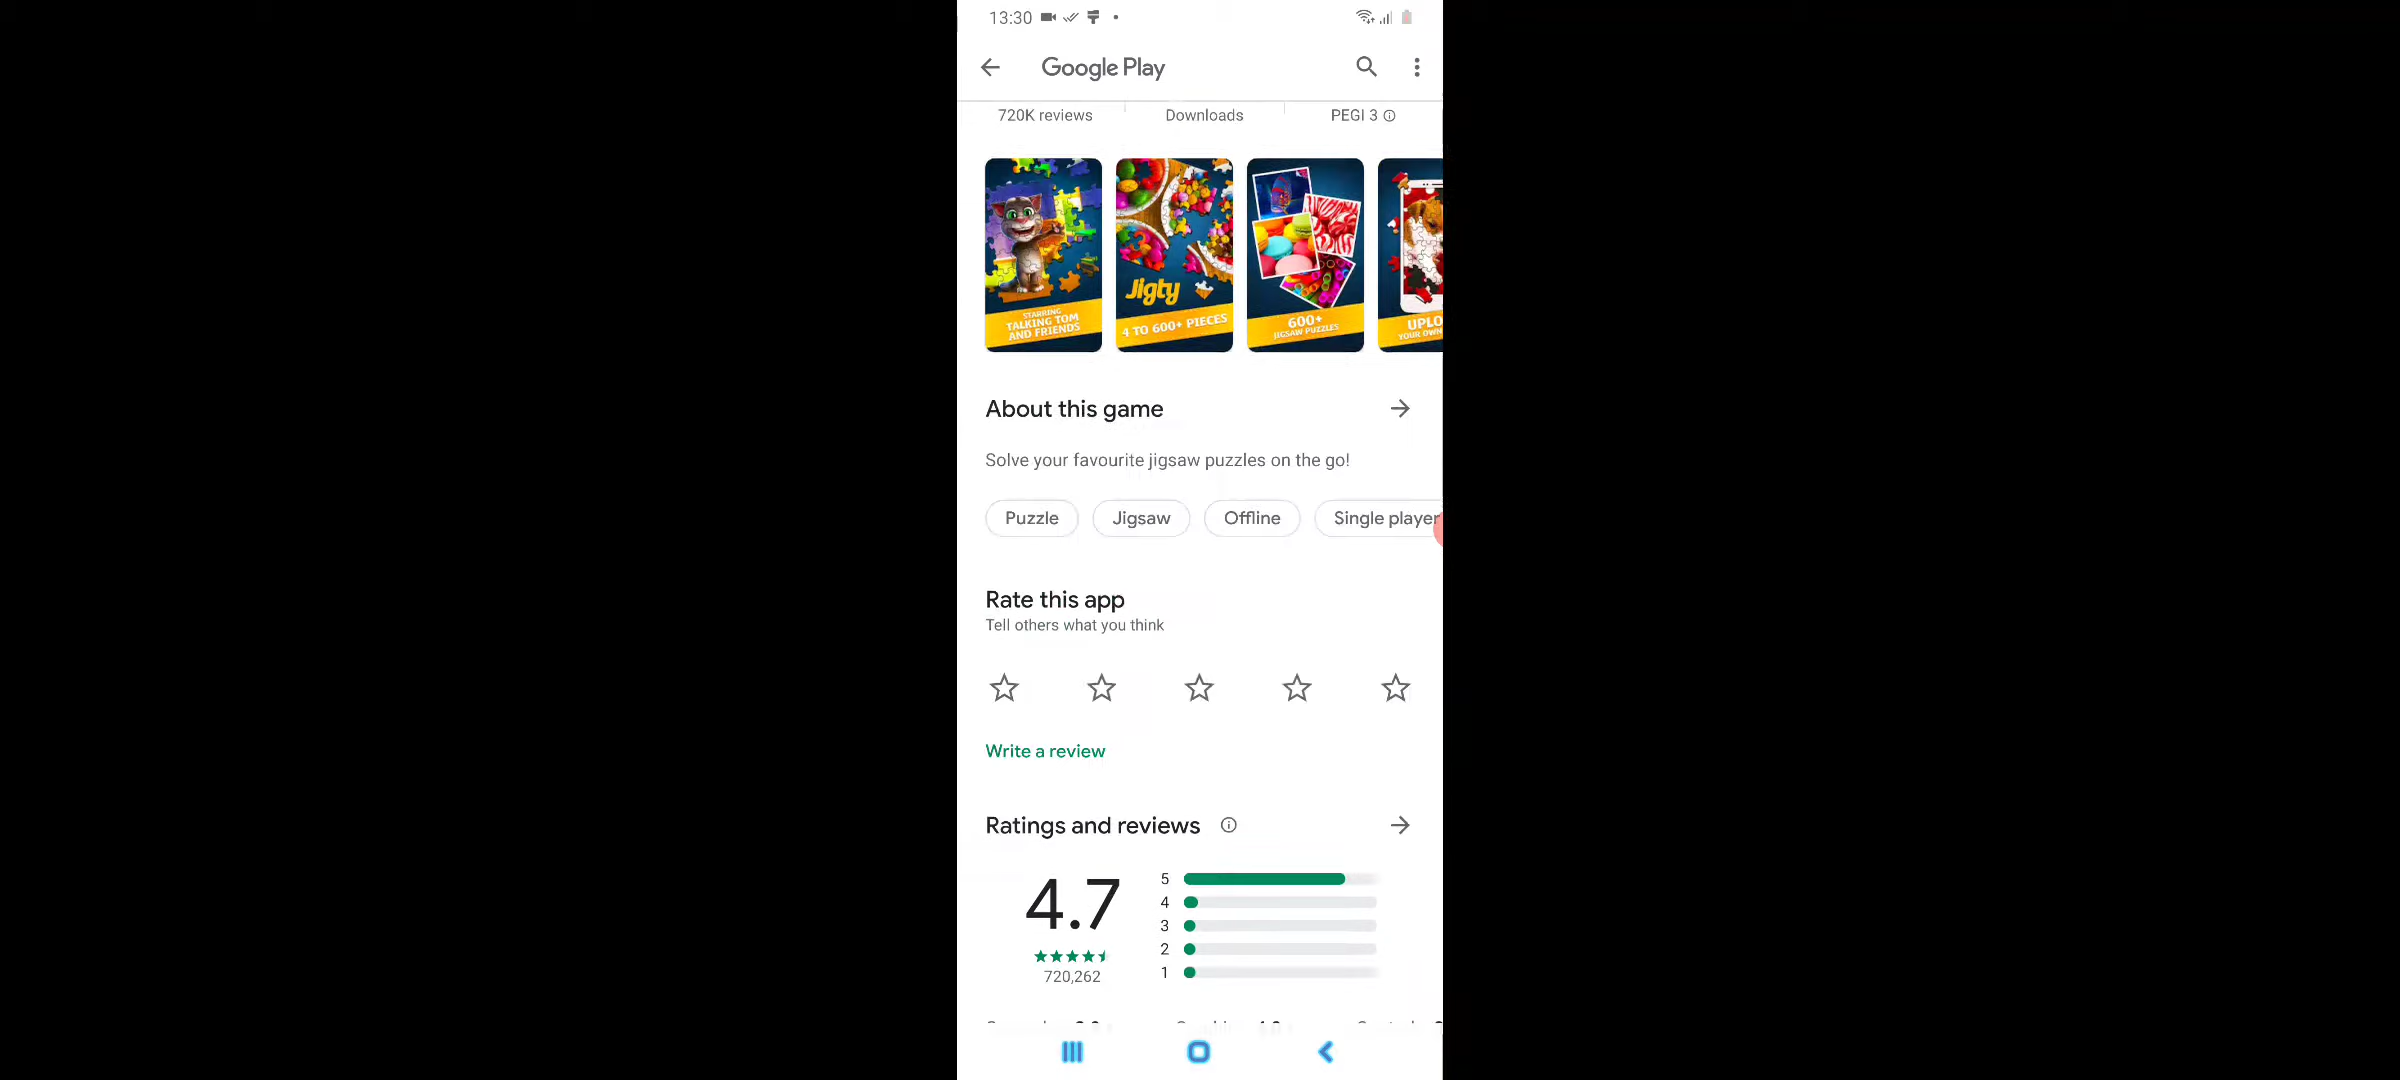 13:30
Google Play
720K reviews
Downloads
PEGI 3
STARRING
TALKING TOM
AND FRIENDS
Jigty
4 TO 600+ PIECES
600+
JIGSAW PUZZLES
UPLO
YOUR OWN
About this game
Solve your favourite jigsaw puzzles on the go!
Puzzle
Jigsaw
Offline
Single player
Rate this app
Tell others what you think
Write a review
Ratings and reviews
4.7
720,262
5
4
3
2
1